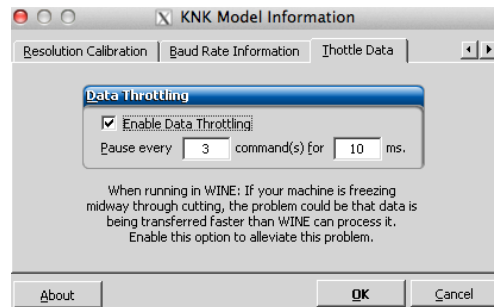 KNK Model Information
Resolution Calibration Baud Rate Information Thottle Data
Data Throttling
Enable Data Throttling
Pause every 3 command(s) for 10 ms.
When running in WINE: If your machine is freezing
midway through cutting, the problem could be that data is
being transferred faster than WINE can process it.
Enable this option to alleviate this problem.
About OK Cancel